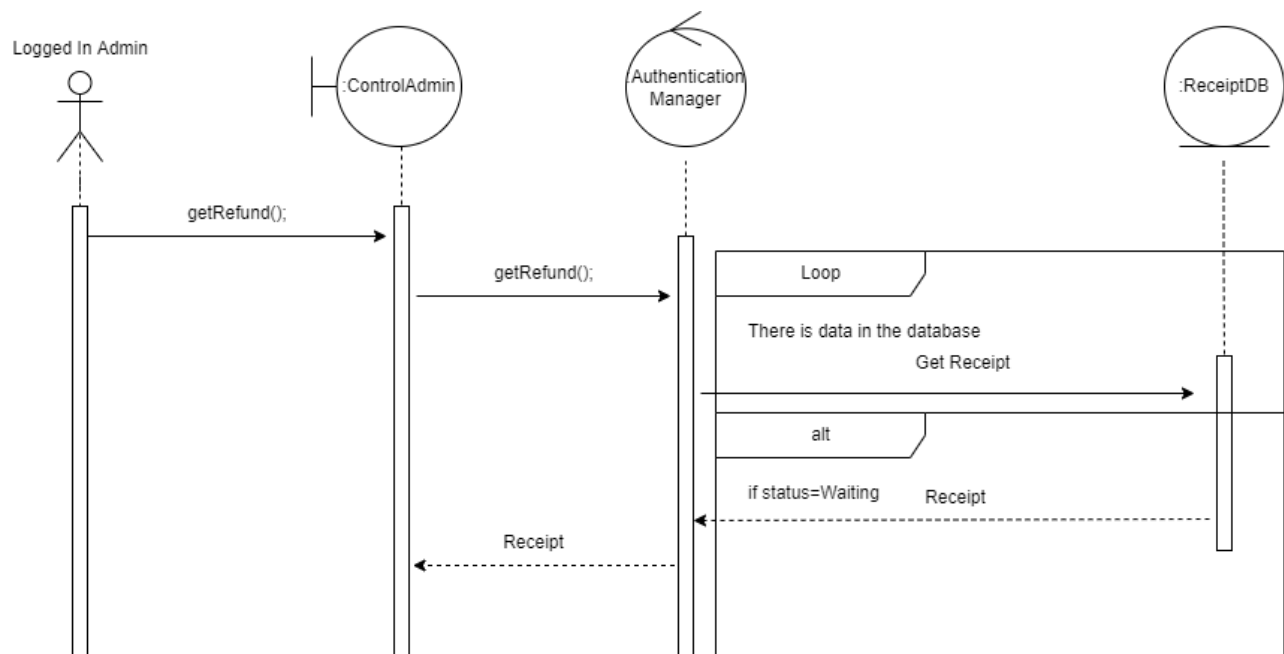 Logged In Admin
:ControlAdmin
:Authentication
Manager
:ReceiptDB
getRefund();
getRefund();
Loop
There is data in the database
Get Receipt
alt
if status=Waiting
Receipt
Receipt